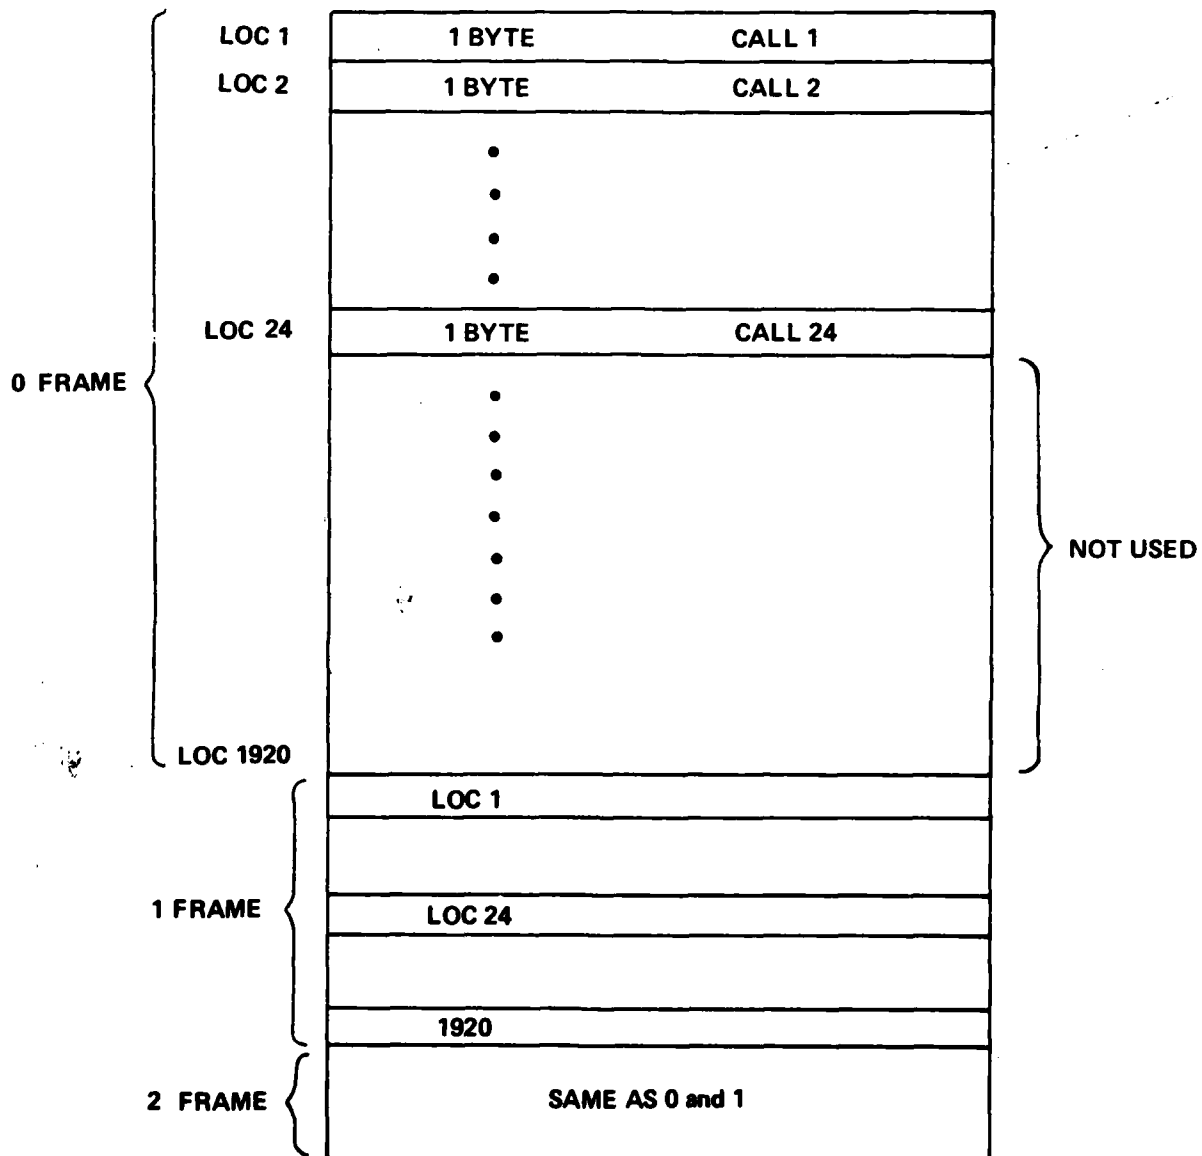 LOC 1 1 BYTE CALL 1
LOC 2 1 BYTE CALL 2
LOC 24 1 BYTE CALL 24
0 FRAME
NOT USED
LOC 1920
LOC 1
1 FRAME LOC 24
1920
2 FRAME SAME AS 0 and 1